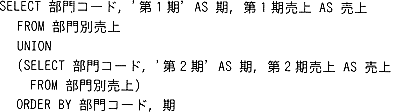 SELECT 部門コード, '第１期' AS 期, 第１期売上 AS 売上
FROM 部門別売上
UNION
(SELECT 部門コード, '第２期' AS 期, 第２期売上 AS 売上
FROM 部門別売上)
ORDER BY 部門コード, 期